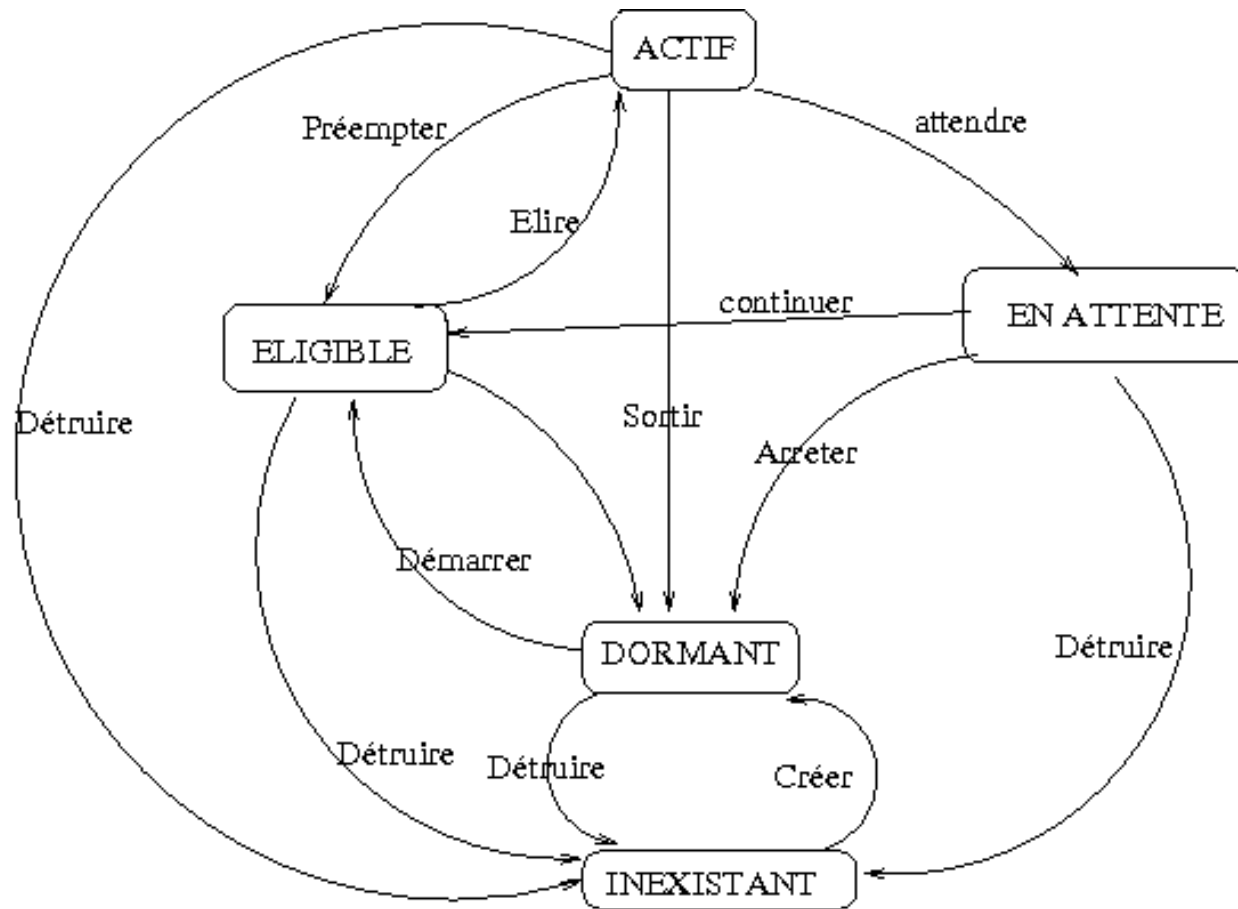 ACTIF
Préempter
attendre
Elire
continuer
EN ATTENTE
ELIGIBLE
Détruire
Sortir
Arreter
Démarrer
DORMANT
Détruire
Détruire
Détruire
Créer
INEXISTANT